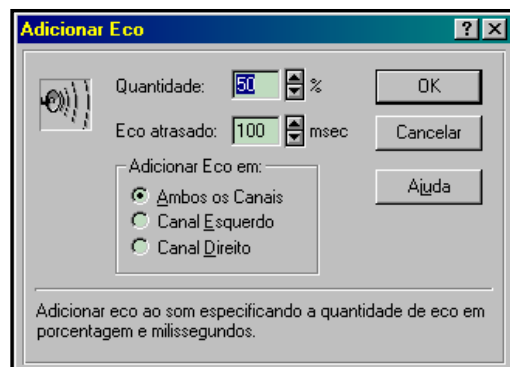 Adicionar Eco
Quantidade: 50 %
OK
Eco atrasado: 100 msec
Cancelar
Adicionar Eco em:
Ajuda
Ambos os Canais
Canal Esquerdo
Canal Direito
Adicionar eco ao som especificando a quantidade de eco em
porcentagem e milissegundos.